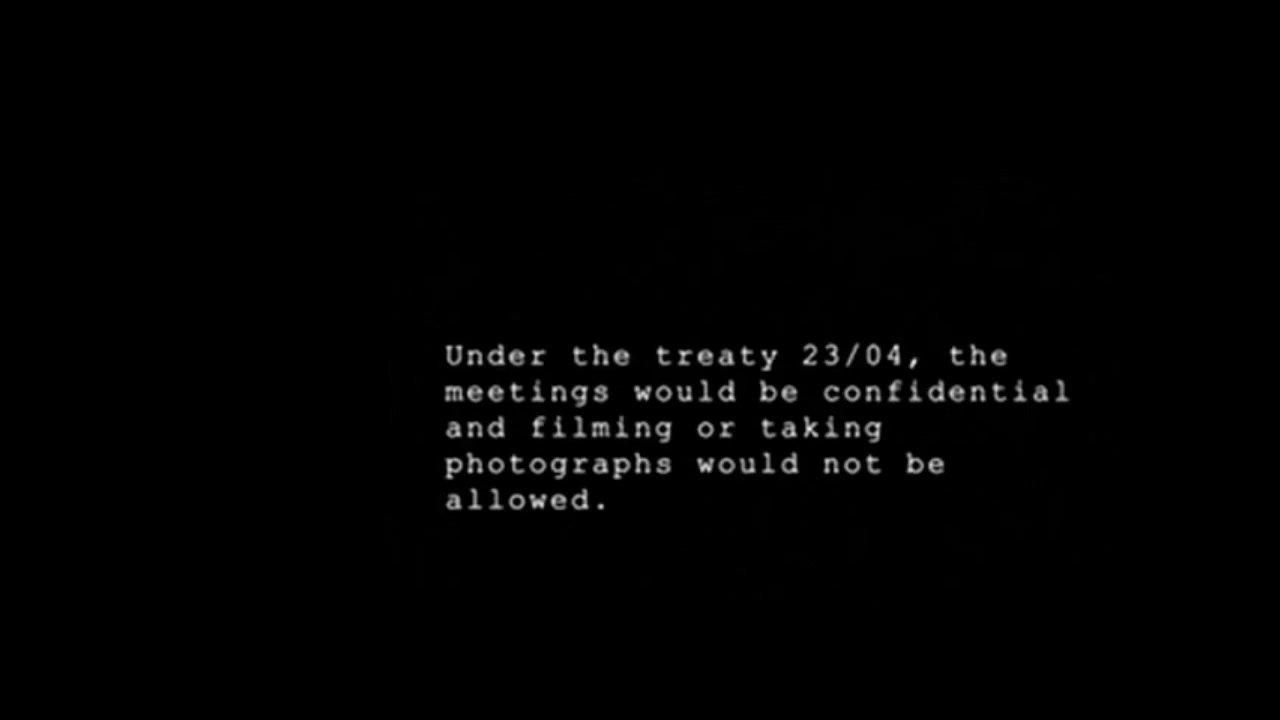 Under the treaty 23/04, the
meetings would be confidential
and filming or taking
photographs would not be
allowed.